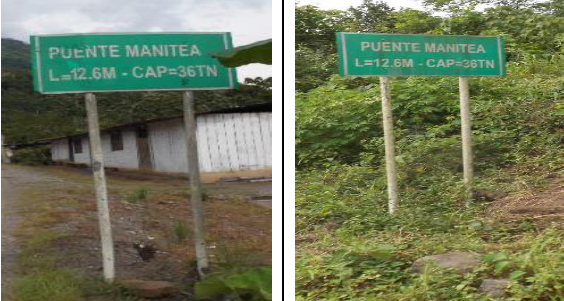 PUENTE MANITEA
L=12.6M - CAP=36TN
PUENTE MANITEA
L=12.6M - CAP=36TN